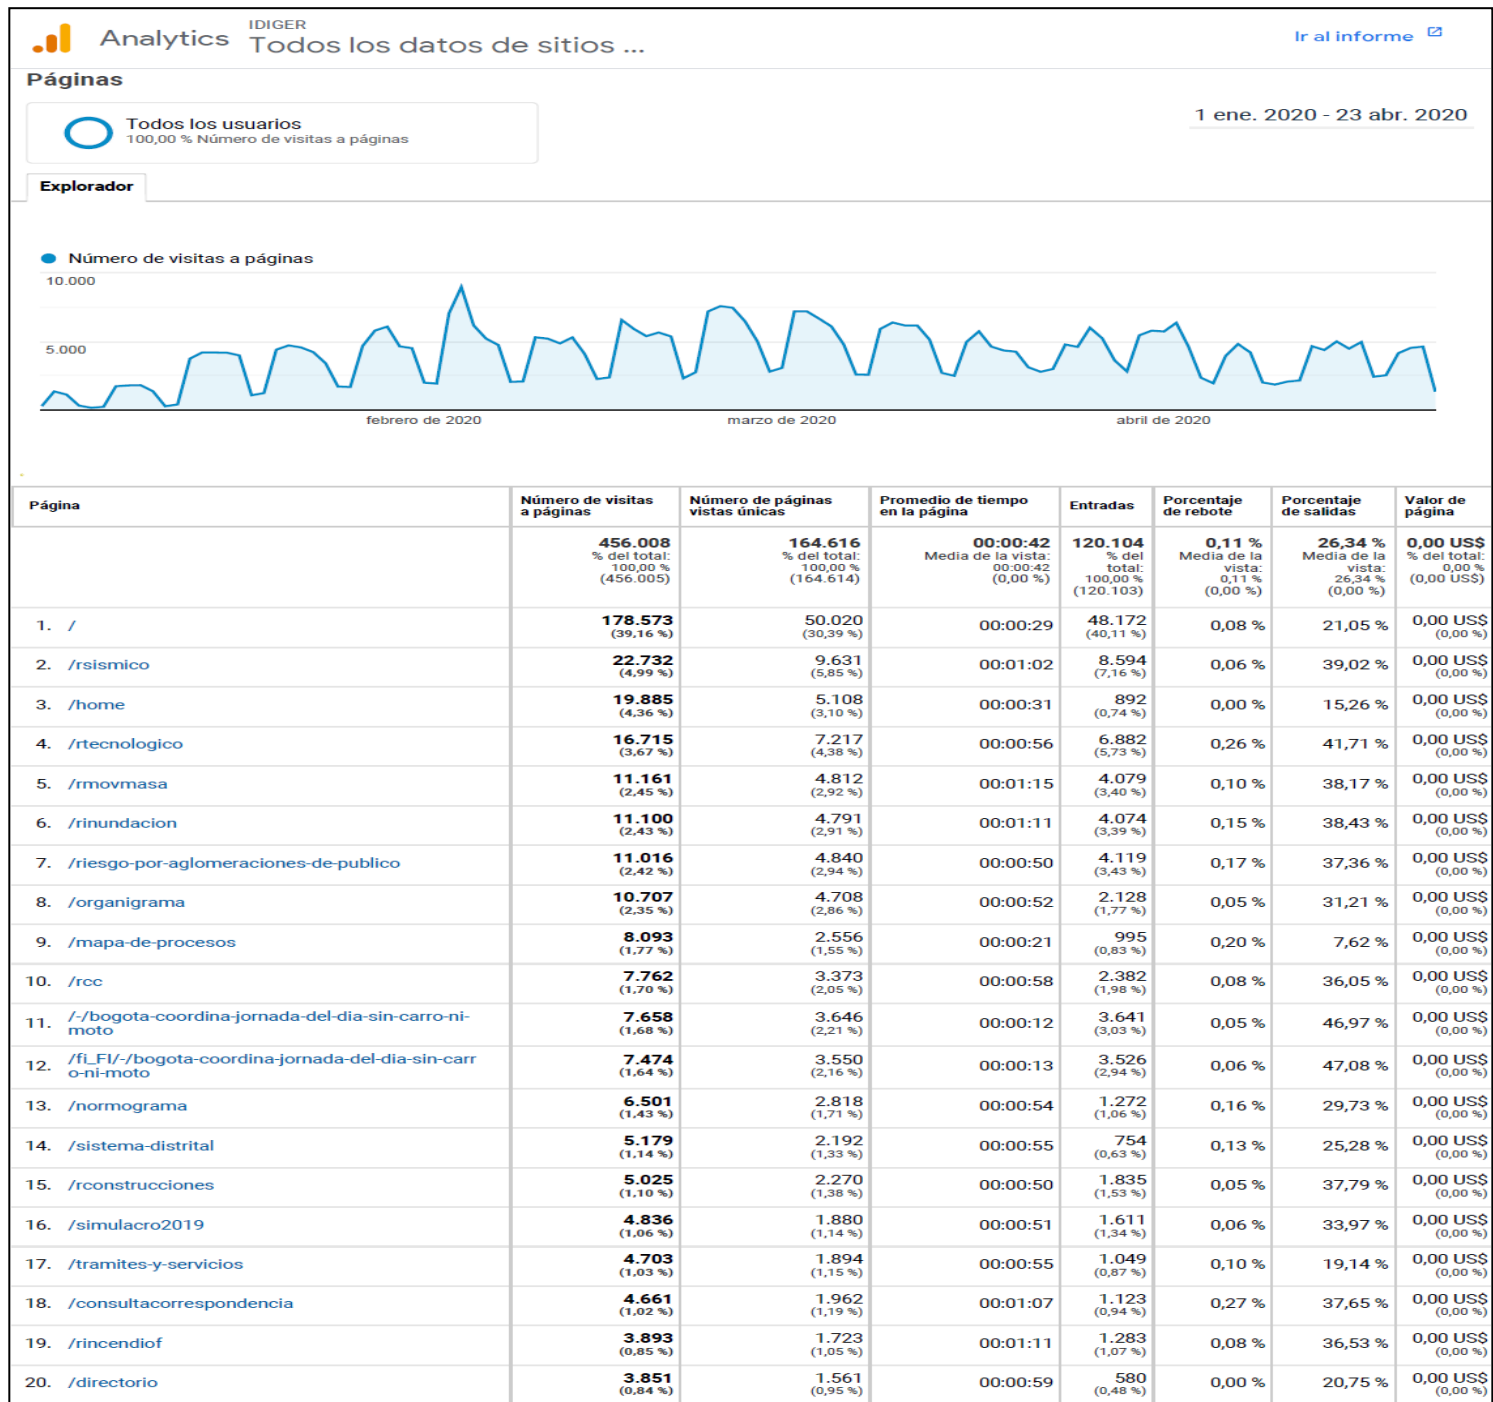 Analytics
IDIGER
Todos los datos de sitios ...
Ir al informe
Páginas
Todos los usuarios
100,00 % Número de visitas a páginas
1 ene. 2020 - 23 abr. 2020
Explorador
Número de visitas a páginas
10.000
5.000
febrero de 2020 marzo de 2020 abril de 2020
Página | Número de visitas a páginas | Número de páginas vistas únicas | Promedio de tiempo en la página | Entradas | Porcentaje de rebote | Porcentaje de salidas | Valor de página
456.008 % del total: 100,00 % (456.005) | 164.616 % del total: 100,00 % (164.614) | 00:00:42 Media de la vista: 00:00:42 (0,00 %) | 120.104 % del total: 100,00 % (120.103) | 0,11 % Media de la vista: 0,11 % (0,00 %) | 26,34 % Media de la vista: 26,34 % (0,00 %) | 0,00 US$ % del total: 0,00 % (0,00 US$)
1. / 178.573 (39,16 %) 50.020 (30,39 %) 00:00:29 48.172 (40,11 %) 0,08 % 21,05 % 0,00 US$ (0,00 %)
2. /rsismico 22.732 (4,99 %) 9.631 (5,85 %) 00:01:02 8.594 (7,16 %) 0,06 % 39,02 % 0,00 US$ (0,00 %)
3. /home 19.885 (4,36 %) 5.108 (3,10 %) 00:00:31 892 (0,74 %) 0,00 % 15,26 % 0,00 US$ (0,00 %)
4. /rtecnologico 16.715 (3,67 %) 7.217 (4,38 %) 00:00:56 6.882 (5,73 %) 0,26 % 41,71 % 0,00 US$ (0,00 %)
5. /rmovmasa 11.161 (2,45 %) 4.812 (2,92 %) 00:01:15 4.079 (3,40 %) 0,10 % 38,17 % 0,00 US$ (0,00 %)
6. /rinundacion 11.100 (2,43 %) 4.791 (2,91 %) 00:01:11 4.074 (3,39 %) 0,15 % 38,43 % 0,00 US$ (0,00 %)
7. /riesgo-por-aglomeraciones-de-publico 11.016 (2,42 %) 4.840 (2,94 %) 00:00:50 4.119 (3,43 %) 0,17 % 37,36 % 0,00 US$ (0,00 %)
8. /organigrama 10.707 (2,35 %) 4.708 (2,86 %) 00:00:52 2.128 (1,77 %) 0,05 % 31,21 % 0,00 US$ (0,00 %)
9. /mapa-de-procesos 8.093 (1,77 %) 2.556 (1,55 %) 00:00:21 995 (0,83 %) 0,20 % 7,62 % 0,00 US$ (0,00 %)
10. /rcc 7.762 (1,70 %) 3.373 (2,05 %) 00:00:58 2.382 (1,98 %) 0,08 % 36,05 % 0,00 US$ (0,00 %)
11. /-/bogota-coordina-jornada-del-dia-sin-carro-ni-moto 7.658 (1,68 %) 3.646 (2,21 %) 00:00:12 3.641 (3,03 %) 0,05 % 46,97 % 0,00 US$ (0,00 %)
12. /fi_FI/-/bogota-coordina-jornada-del-dia-sin-carro-ni-moto 7.474 (1,64 %) 3.550 (2,16 %) 00:00:13 3.526 (2,94 %) 0,06 % 47,08 % 0,00 US$ (0,00 %)
13. /normograma 6.501 (1,43 %) 2.818 (1,71 %) 00:00:54 1.272 (1,06 %) 0,16 % 29,73 % 0,00 US$ (0,00 %)
14. /sistema-distrital 5.179 (1,14 %) 2.192 (1,33 %) 00:00:55 754 (0,63 %) 0,13 % 25,28 % 0,00 US$ (0,00 %)
15. /rconstrucciones 5.025 (1,10 %) 2.270 (1,38 %) 00:00:50 1.835 (1,53 %) 0,05 % 37,79 % 0,00 US$ (0,00 %)
16. /simulacro2019 4.836 (1,06 %) 1.880 (1,14 %) 00:00:51 1.611 (1,34 %) 0,06 % 33,97 % 0,00 US$ (0,00 %)
17. /tramites-y-servicios 4.703 (1,03 %) 1.894 (1,15 %) 00:00:55 1.049 (0,87 %) 0,10 % 19,14 % 0,00 US$ (0,00 %)
18. /consultacorrespondencia 4.661 (1,02 %) 1.962 (1,19 %) 00:01:07 1.123 (0,94 %) 0,27 % 37,65 % 0,00 US$ (0,00 %)
19. /rincendiof 3.893 (0,85 %) 1.723 (1,05 %) 00:01:11 1.283 (1,07 %) 0,08 % 36,53 % 0,00 US$ (0,00 %)
20. /directorio 3.851 (0,84 %) 1.561 (0,95 %) 00:00:59 580 (0,48 %) 0,00 % 20,75 % 0,00 US$ (0,00 %)